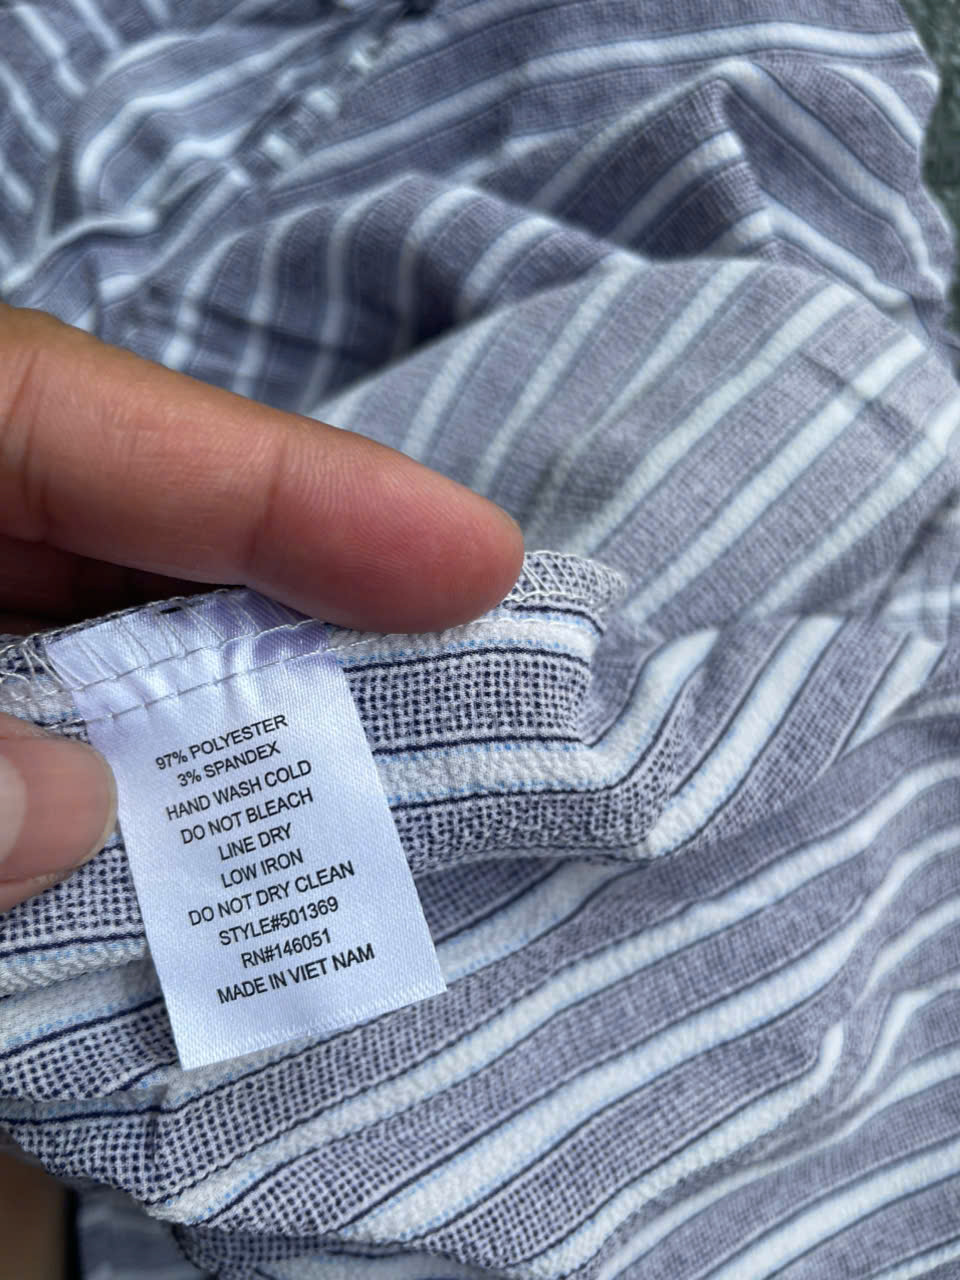 97% POLYESTER
3% SPANDEX
HAND WASH COLD
DO NOT BLEACH
LINE DRY
LOW IRON
DO NOT DRY CLEAN
STYLE#501369
RN#146051
MADE IN VIET NAM